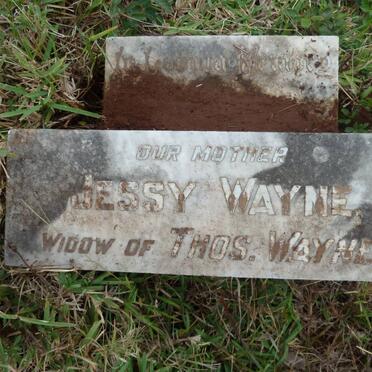 In Loving Memory
OUR MOTHER
JESSY WAYNE,
WIDOW OF THOS. WAYNE